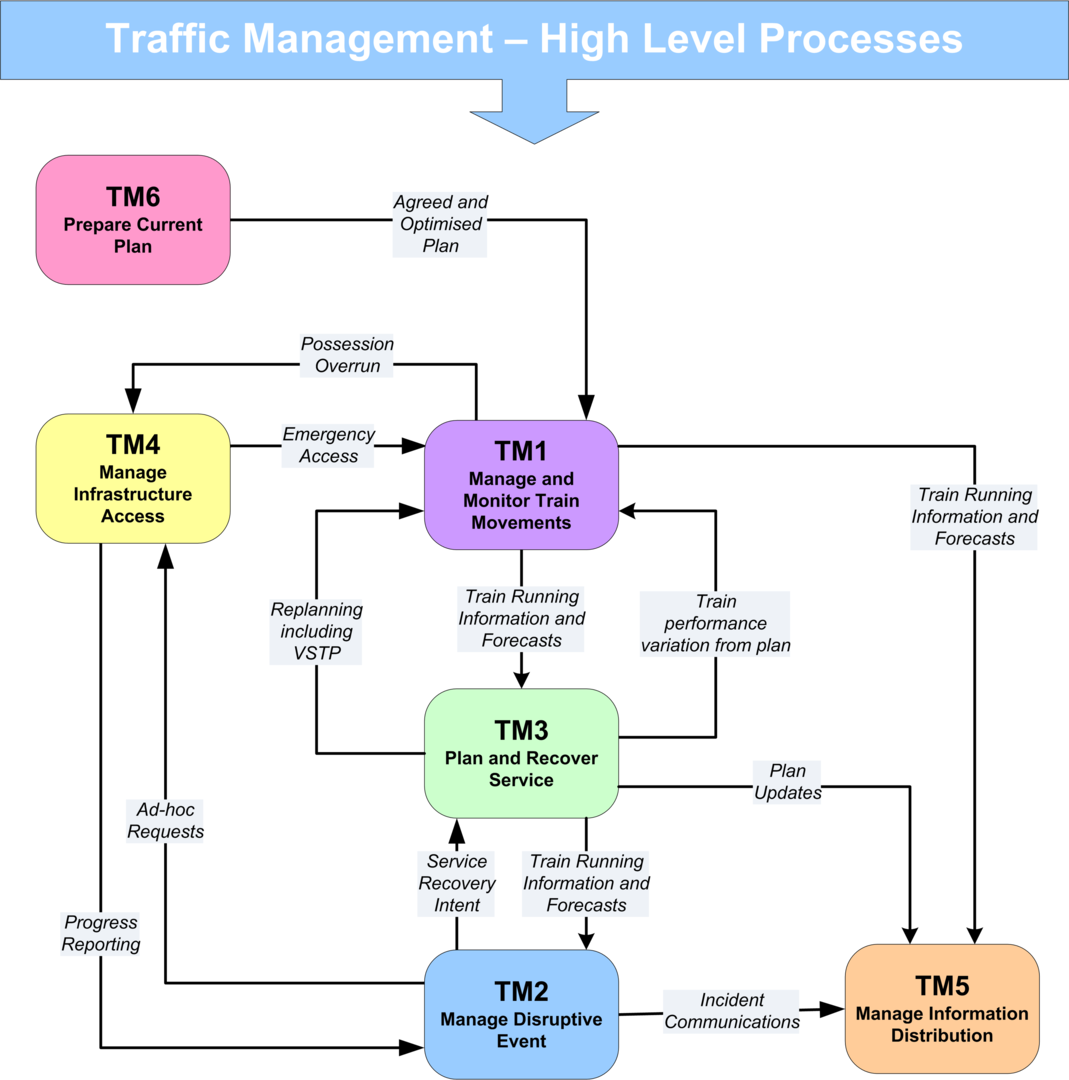 Traffic Management – High Level Processes
TM6
Prepare Current
Plan
Agreed and
Optimised
Plan
Possession
Overrun
TM4
Manage
Infrastructure
Access
Emergency
Access
TM1
Manage and
Monitor Train
Movements
Train Running
Information and
Forecasts
Replanning
including
VSTP
Train Running
Information and
Forecasts
Train
performance
variation from plan
TM3
Plan and Recover
Service
Plan
Updates
Ad-hoc
Requests
Service
Recovery
Intent
Train Running
Information and
Forecasts
Progress
Reporting
TM2
Manage Disruptive
Event
Incident
Communications
TM5
Manage Information
Distribution